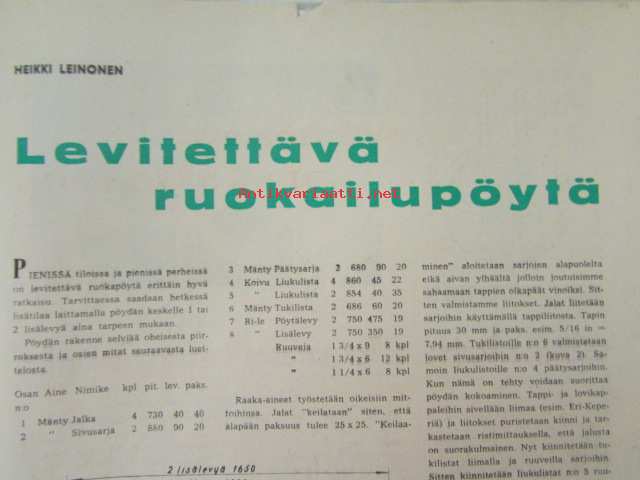 HEIKKI LEINONEN
Levitettävä
ruokailupöytä
antikvariaatti.net
PIENISSÄ tiloissa ja pienissä perheissä
on levitettävä ruokapöytä erittäin hyvä
ratkaisu. Tarvittaessa saadaan hetkessä
lisätilaa laittamalla pöydän keskelle 1 tai
2 lisälevyä aina tarpeen mukaan.
Pöydän rakenne selviää oheisesta piir-
roksesta ja osien mitat seuraavasta luet-
telosta.
Osan Aine Nimike kpl pit. lev. paks.
n:o
1 Mänty Jalka 4 730 40 40
2 " Sivusarja 2 880 90 20
3 Mänty Päätysarja 2 680 90 20
4 Koivu Liukulista 4 860 45 22
5 " Liukulista 2 854 40 35
6 Mänty Tukilista 2 686 60 20
7 Ri-le Pöytälevy 2 750 475 19
8 " Lisälevy 2 750 350 19
Ruuveja 1 3/4 x 9 8 kpl
" 1 3/4 x 6 12 kpl
" 1 1/4 x 6 8 kpl
Raaka-aineet työstetään oikeisiin mit-
toihinsa. Jalat "keilataan" siten, että
alapään paksuus tulee 25 x 25. "Keilaa-
minen" aloitetaan sarjojen alapuolelta
eikä aivan ylhäältä jolloin joutuisimme
sahaamaan tappien olkapäät vinoiksi. Sit-
ten valmistamme liitokset. Jalat liitetään
sarjoihin käyttämällä tappiliitosta. Tapin
pituus 30 mm ja paks. esim. 5/16 in =
7,94 mm. Tukilistoille n:o 6 valmistetaan
lovet sivusarjoihin n:o 2 (kuva 2). Sa-
moin liukulistoille n:o 4 päätysarjoihin.
Kun nämä on tehty voidaan suorittaa
pöydän kokoaminen. Tappi- ja lovikap-
paleihin sivellään liimaa (esim. Eri-Kepe-
riä) ja liitokset puristetaan kiinni ja tar-
kastetaan ristimittauksella, että jalusta
on suorakulmainen. Nyt kiinnitetään tu-
kilistat liimalla ja ruuveilla sarjoihin.
Sitten kiinnitetään liukulistat n:o 5 ruu-
2 lisälevyä 1650